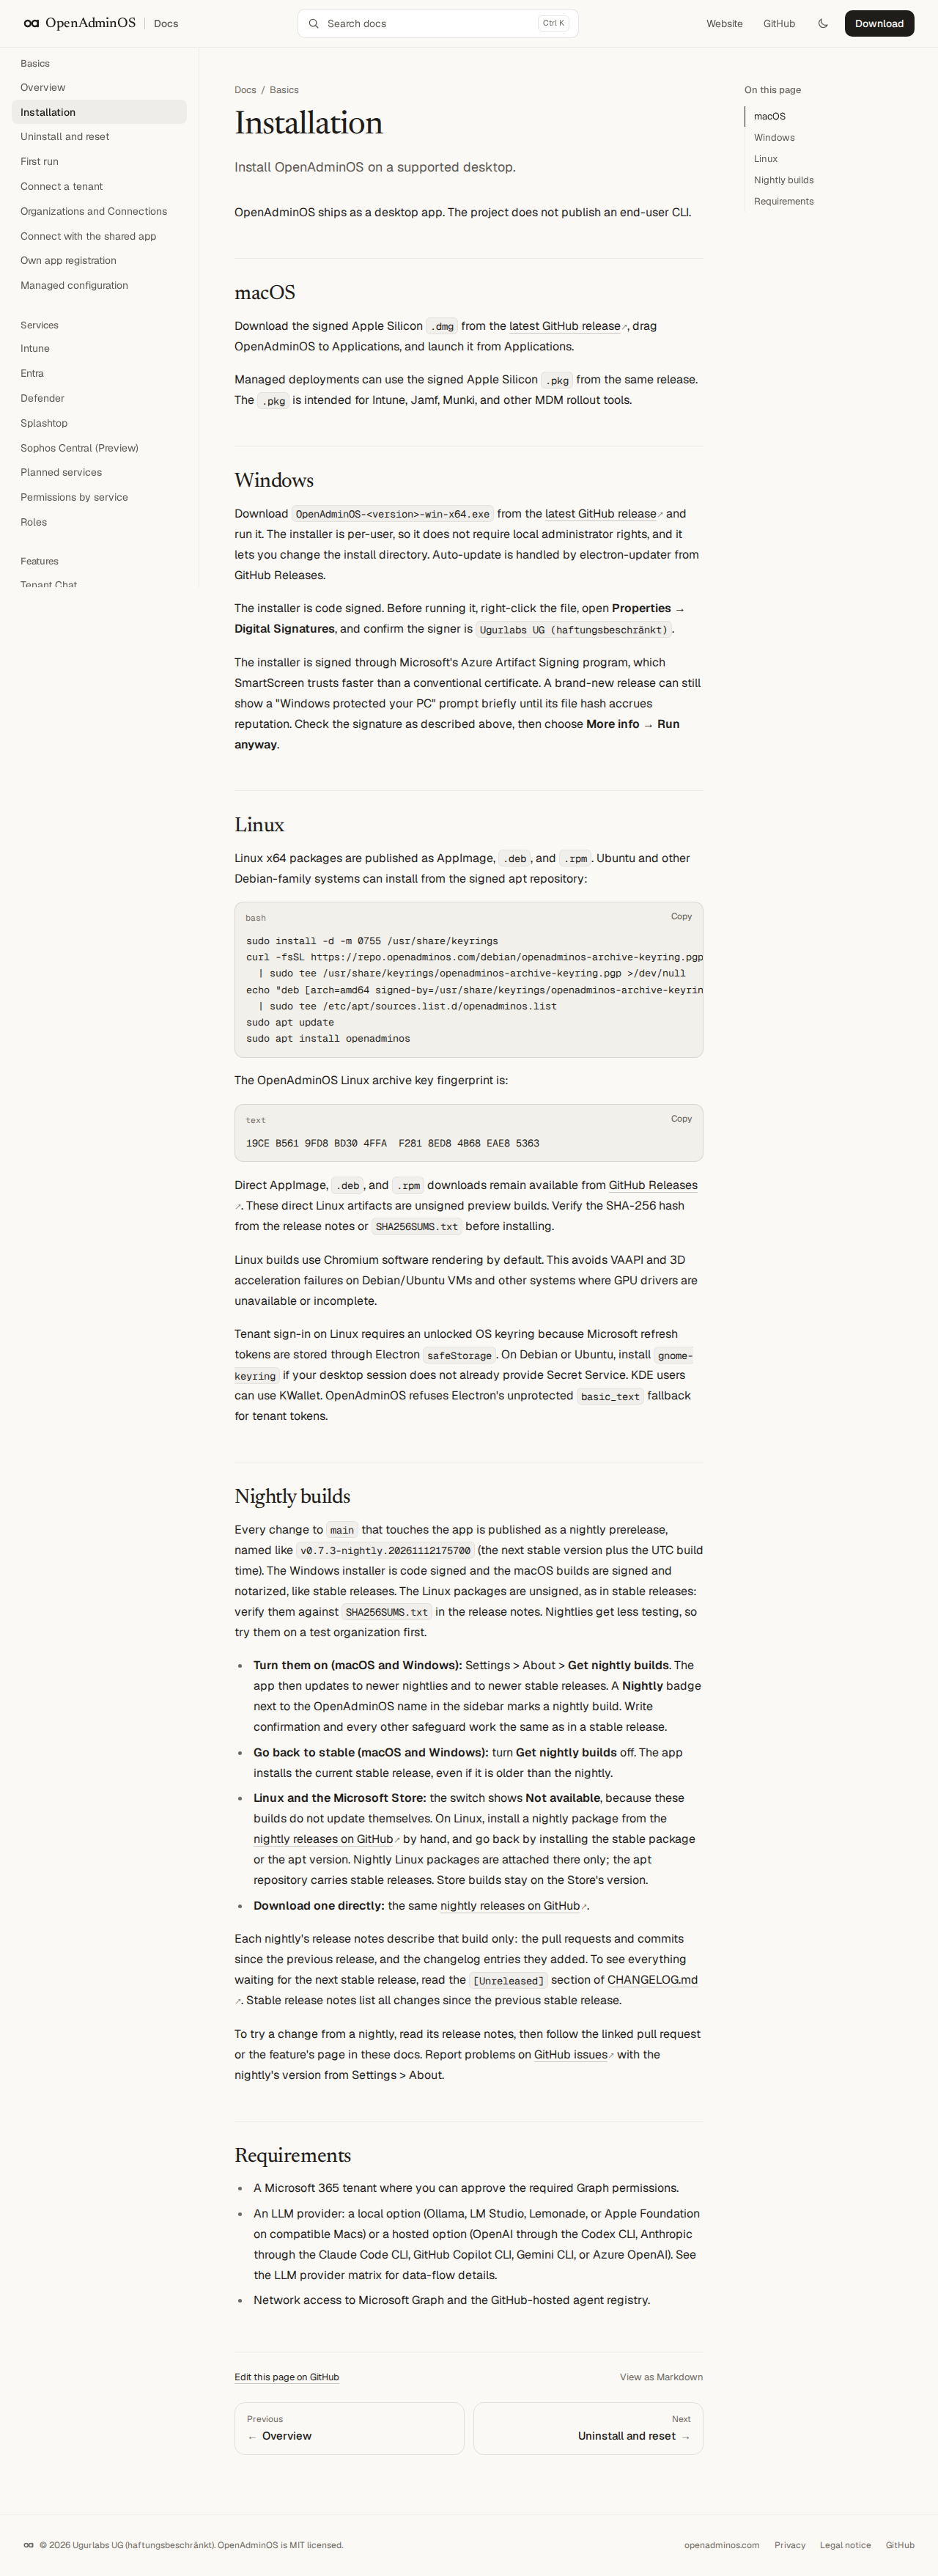 OpenAdminOS
Docs
Search docs
Ctrl K
Website
GitHub
Download
Basics
Overview
Installation
Uninstall and reset
First run
Connect a tenant
Organizations and Connections
Connect with the shared app
Own app registration
Managed configuration
Services
Intune
Entra
Defender
Splashtop
Sophos Central (Preview)
Planned services
Permissions by service
Roles
Features
Tenant Chat
Docs / Basics
Installation
Install OpenAdminOS on a supported desktop.
OpenAdminOS ships as a desktop app. The project does not publish an end-user CLI.
macOS
Download the signed Apple Silicon .dmg from the latest GitHub release↗, drag
OpenAdminOS to Applications, and launch it from Applications.
Managed deployments can use the signed Apple Silicon .pkg from the same release.
The .pkg is intended for Intune, Jamf, Munki, and other MDM rollout tools.
Windows
Download OpenAdminOS-<version>-win-x64.exe from the latest GitHub release↗ and
run it. The installer is per-user, so it does not require local administrator rights, and it
lets you change the install directory. Auto-update is handled by electron-updater from
GitHub Releases.
The installer is code signed. Before running it, right-click the file, open Properties →
Digital Signatures, and confirm the signer is Ugurlabs UG (haftungsbeschränkt).
The installer is signed through Microsoft's Azure Artifact Signing program, which
SmartScreen trusts faster than a conventional certificate. A brand-new release can still
show a "Windows protected your PC" prompt briefly until its file hash accrues
reputation. Check the signature as described above, then choose More info → Run
anyway.
Linux
Linux x64 packages are published as AppImage, .deb, and .rpm. Ubuntu and other
Debian-family systems can install from the signed apt repository:
bash
Copy
sudo install -d -m 0755 /usr/share/keyrings
curl -fsSL https://repo.openadminos.com/debian/openadminos-archive-keyring.pgp
| sudo tee /usr/share/keyrings/openadminos-archive-keyring.pgp >/dev/null
echo "deb [arch=amd64 signed-by=/usr/share/keyrings/openadminos-archive-keyrin
| sudo tee /etc/apt/sources.list.d/openadminos.list
sudo apt update
sudo apt install openadminos
The OpenAdminOS Linux archive key fingerprint is:
text
Copy
19CE B561 9FD8 BD30 4FFA  F281 8ED8 4B68 EAE8 5363
Direct AppImage, .deb, and .rpm downloads remain available from GitHub Releases
↗. These direct Linux artifacts are unsigned preview builds. Verify the SHA-256 hash
from the release notes or SHA256SUMS.txt before installing.
Linux builds use Chromium software rendering by default. This avoids VAAPI and 3D
acceleration failures on Debian/Ubuntu VMs and other systems where GPU drivers are
unavailable or incomplete.
Tenant sign-in on Linux requires an unlocked OS keyring because Microsoft refresh
tokens are stored through Electron safeStorage. On Debian or Ubuntu, install gnome-
keyring if your desktop session does not already provide Secret Service. KDE users
can use KWallet. OpenAdminOS refuses Electron's unprotected basic_text fallback
for tenant tokens.
Nightly builds
Every change to main that touches the app is published as a nightly prerelease,
named like v0.7.3-nightly.20261112175700 (the next stable version plus the UTC build
time). The Windows installer is code signed and the macOS builds are signed and
notarized, like stable releases. The Linux packages are unsigned, as in stable releases:
verify them against SHA256SUMS.txt in the release notes. Nightlies get less testing, so
try them on a test organization first.
• Turn them on (macOS and Windows): Settings > About > Get nightly builds. The
app then updates to newer nightlies and to newer stable releases. A Nightly badge
next to the OpenAdminOS name in the sidebar marks a nightly build. Write
confirmation and every other safeguard work the same as in a stable release.
• Go back to stable (macOS and Windows): turn Get nightly builds off. The app
installs the current stable release, even if it is older than the nightly.
• Linux and the Microsoft Store: the switch shows Not available, because these
builds do not update themselves. On Linux, install a nightly package from the
nightly releases on GitHub↗ by hand, and go back by installing the stable package
or the apt version. Nightly Linux packages are attached there only; the apt
repository carries stable releases. Store builds stay on the Store's version.
• Download one directly: the same nightly releases on GitHub↗.
Each nightly's release notes describe that build only: the pull requests and commits
since the previous release, and the changelog entries they added. To see everything
waiting for the next stable release, read the [Unreleased] section of CHANGELOG.md
↗. Stable release notes list all changes since the previous stable release.
To try a change from a nightly, read its release notes, then follow the linked pull request
or the feature's page in these docs. Report problems on GitHub issues↗ with the
nightly's version from Settings > About.
Requirements
• A Microsoft 365 tenant where you can approve the required Graph permissions.
• An LLM provider: a local option (Ollama, LM Studio, Lemonade, or Apple Foundation
on compatible Macs) or a hosted option (OpenAI through the Codex CLI, Anthropic
through the Claude Code CLI, GitHub Copilot CLI, Gemini CLI, or Azure OpenAI). See
the LLM provider matrix for data-flow details.
• Network access to Microsoft Graph and the GitHub-hosted agent registry.
Edit this page on GitHub
View as Markdown
Previous
← Overview
Next
Uninstall and reset →
On this page
macOS
Windows
Linux
Nightly builds
Requirements
© 2026 Ugurlabs UG (haftungsbeschränkt). OpenAdminOS is MIT licensed.
openadminos.com
Privacy
Legal notice
GitHub